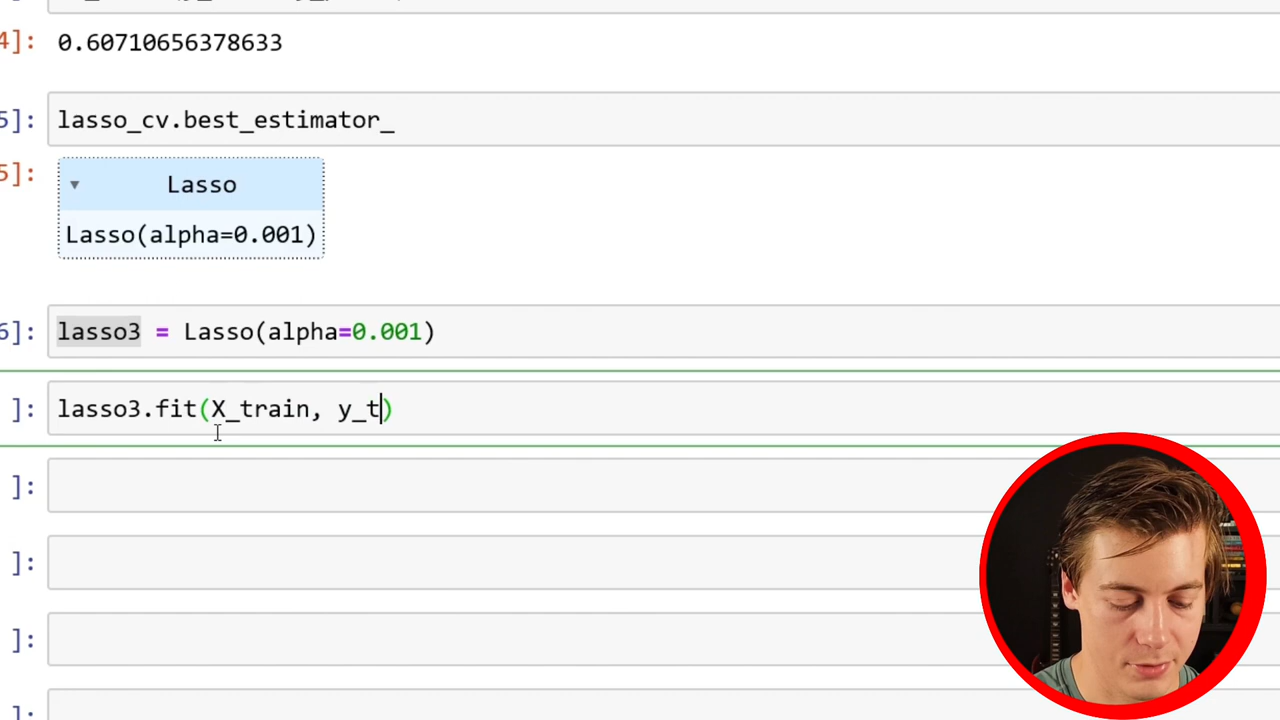 4]: 0.60710656378633
5]: lasso_cv.best_estimator_
5]: ▼ Lasso
Lasso(alpha=0.001)
6]: lasso3 = Lasso(alpha=0.001)
]: lasso3.fit(X_train, y_t)
]:
]:
]:
]: